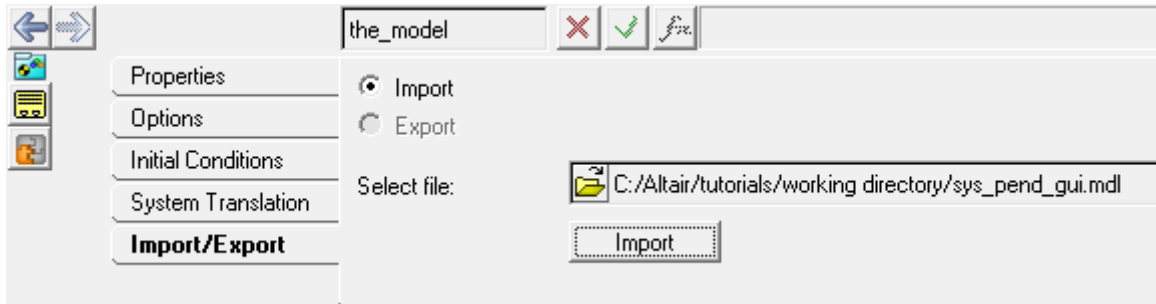 the_model
fx
Properties
Options
Initial Conditions
System Translation
Import/Export
Import
Export
Select file:
C:/Altair/tutorials/working directory/sys_pend_gui.mdl
Import